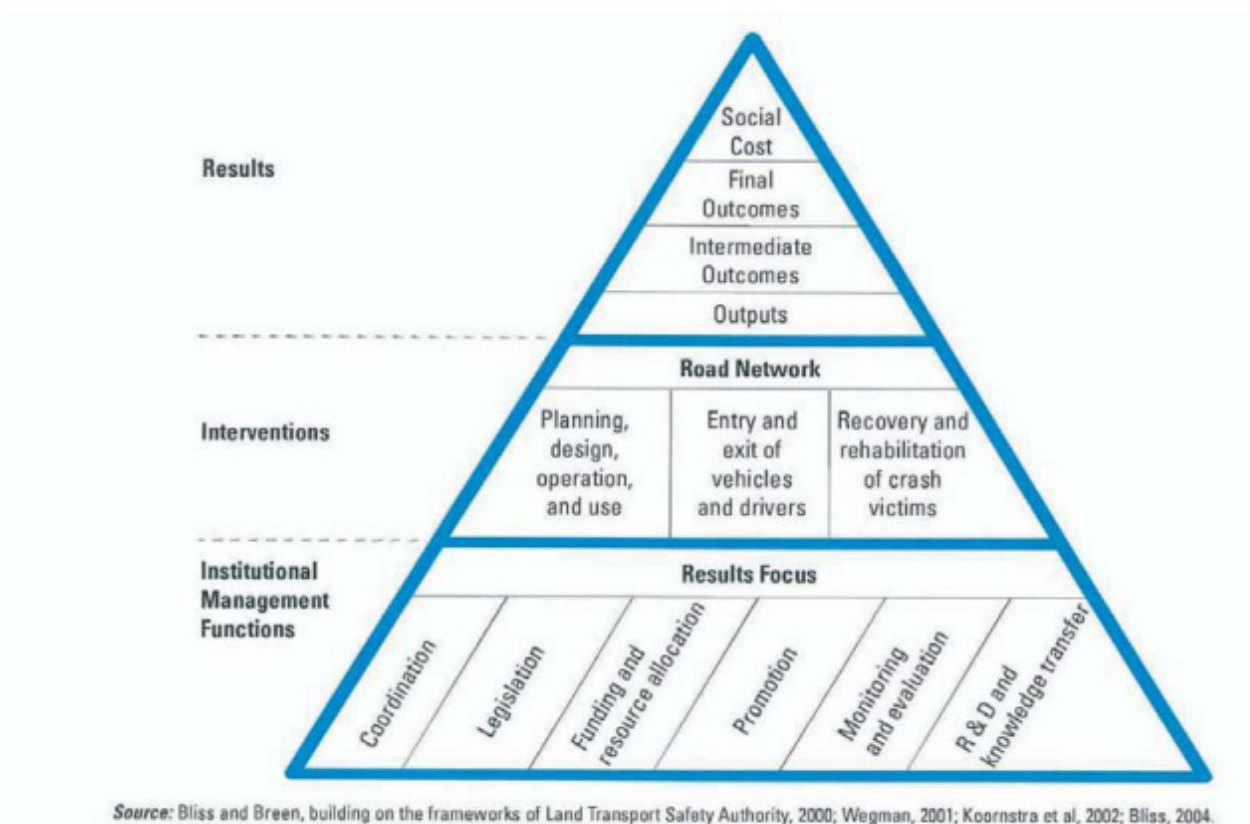 Social
Cost
Results
Final
Outcomes
Intermediate
Outcomes
Outputs
Road Network
Interventions
Planning,
design,
operation,
and use
Entry and
exit of
vehicles
and drivers
Recovery and
rehabilitation
of crash
victims
Institutional
Management
Functions
Results Focus
Coordination
Legislation
Funding and
resource allocation
Promotion
Monitoring
and evaluation
R & D and
knowledge transfer
Source: Bliss and Breen, building on the frameworks of Land Transport Safety Authority, 2000; Wegman, 2001; Koornstra et al, 2002; Bliss, 2004.